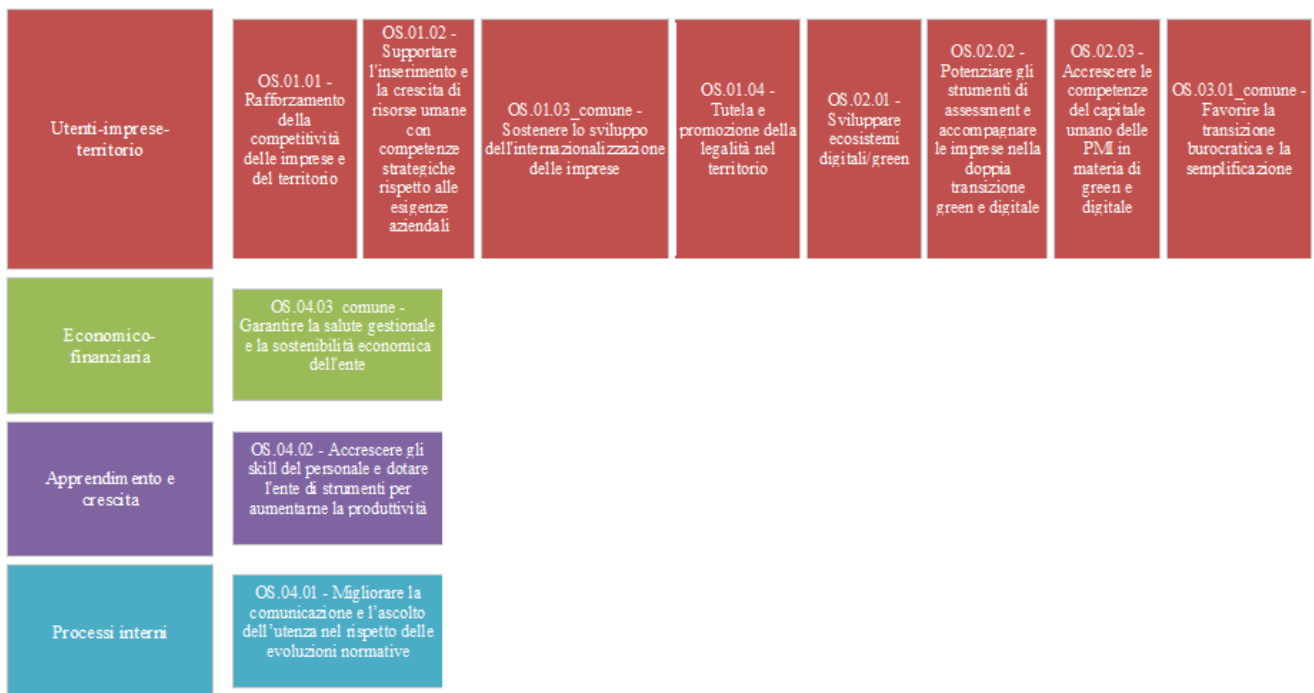 Utenti-imprese-
territorio
OS.01.01 -
Rafforzamento
della
competitività
delle imprese e
del territorio
OS.01.02 -
Supportare
l'inserimento e
la crescita di
risorse umane
con
competenze
strategiche
rispetto alle
esigenze
aziendali
OS.01.03_comune -
Sostenere lo sviluppo
dell'internazionalizzazione
delle imprese
OS.01.04 -
Tutela e
promozione della
legalità nel
territorio
OS.02.01 -
Sviluppare
ecosistemi
digitali/green
OS.02.02 -
Potenziare gli
strumenti di
assessment e
accompagnare
le imprese nella
doppia
transizione
green e digitale
OS.02.03 -
Accrescere le
competenze
del capitale
umano delle
PMI in
materia di
green e
digitale
OS.03.01_comune -
Favorire la
transizione
burocratica e la
semplificazione
Economico-
finanziaria
OS.04.03 comune -
Garantire la salute gestionale
e la sostenibilità economica
dell'ente
Apprendimento e
crescita
OS.04.02 - Accrescere gli
skill del personale e dotare
l'ente di strumenti per
aumentarne la produttività
Processi interni
OS.04.01 - Migliorare la
comunicazione e l’ascolto
dell’utenza nel rispetto delle
evoluzioni normative